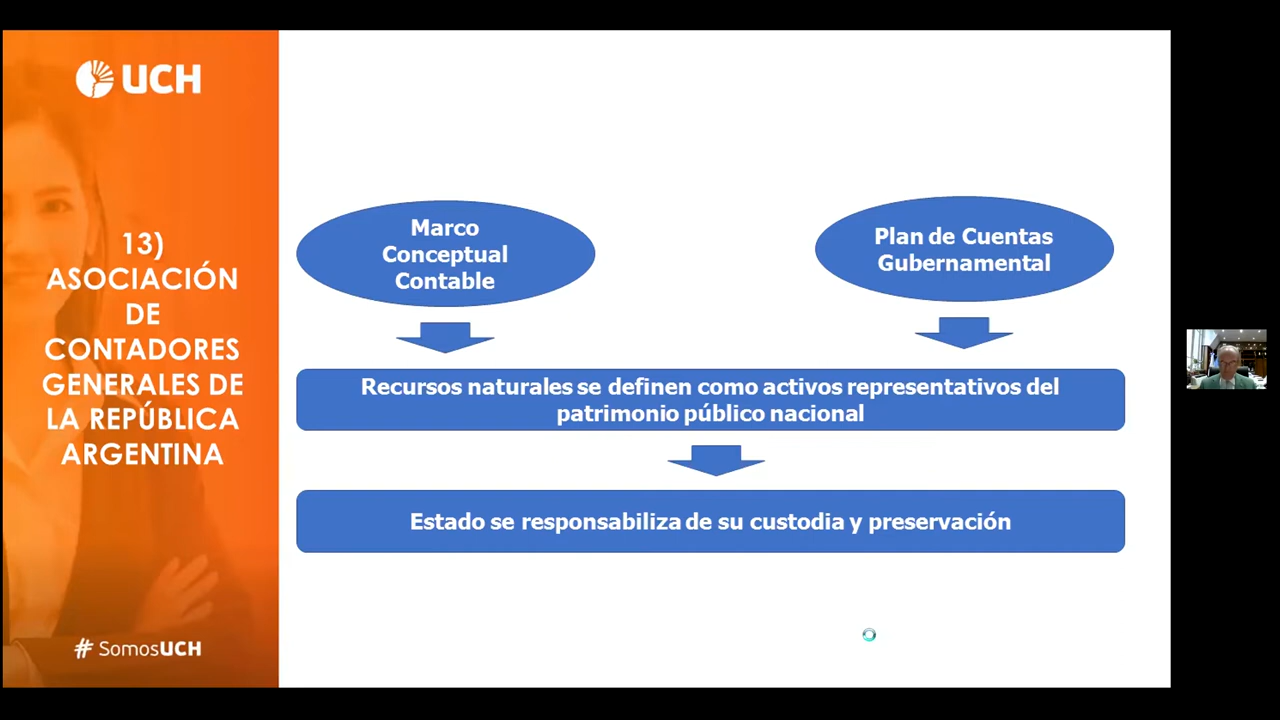 UCH
13)
ASOCIACIÓN
DE
CONTADORES
GENERALES DE
LA REPÚBLICA
ARGENTINA
# SomosUCH
Marco
Conceptual
Contable
Plan de Cuentas
Gubernamental
Recursos naturales se definen como activos representativos del
patrimonio público nacional
Estado se responsabiliza de su custodia y preservación